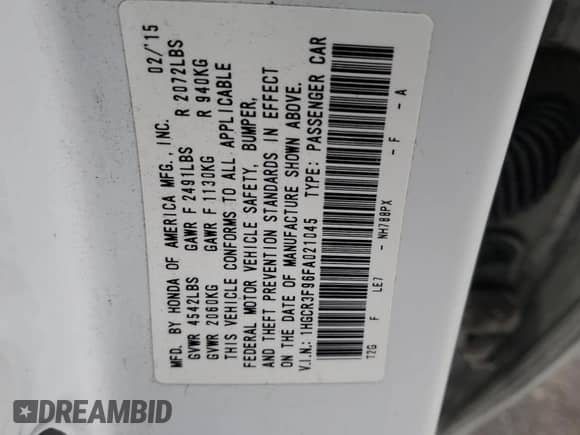 MFD. BY HONDA OF AMERICA MFG., INC. 02/'15
GVWR 4542LBS GAWR F 2491LBS R 2072LBS
GVWR 2060KG GAWR F 1130KG R 940KG
THIS VEHICLE CONFORMS TO ALL APPLICABLE
FEDERAL MOTOR VEHICLE SAFETY, BUMPER,
AND THEFT PREVENTION STANDARDS IN EFFECT
ON THE DATE OF MANUFACTURE SHOWN ABOVE.
V.I.N.: 1HGCR3F96FA021045 TYPE: PASSENGER CAR
T2G F LE7 - NH788PX - F - A
DREAMBID